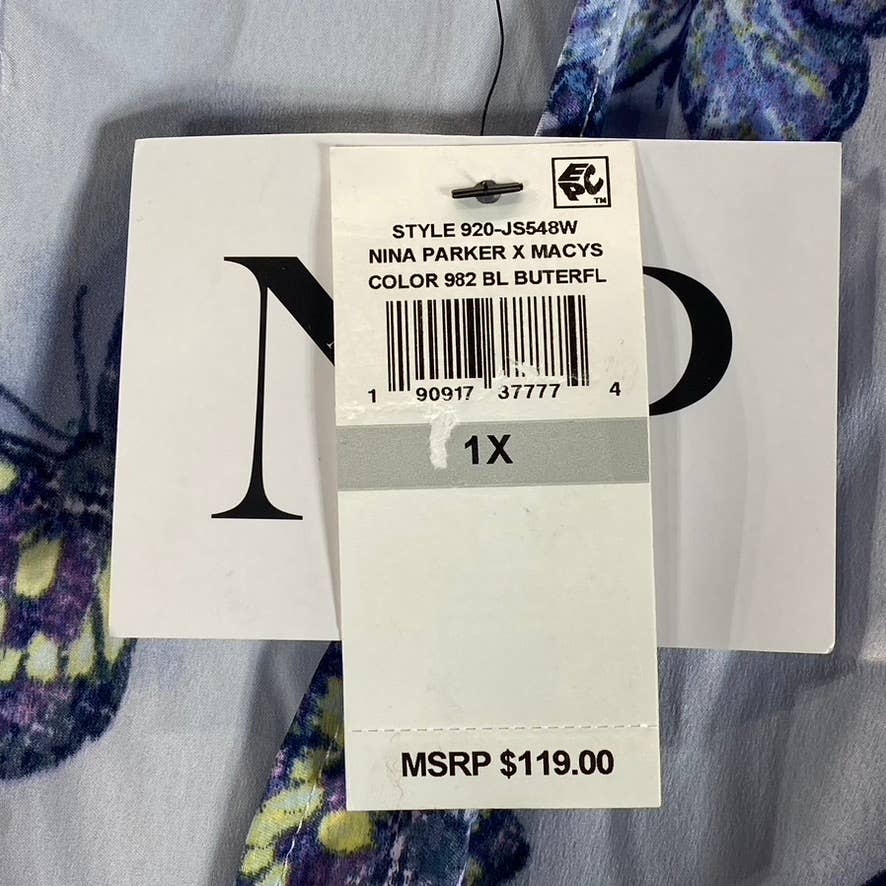 EPC
TM
STYLE 920-JS548W
NINA PARKER X MACYS
COLOR 982 BL BUTERFL
1 90917 37777 4
1X
MSRP $119.00
N